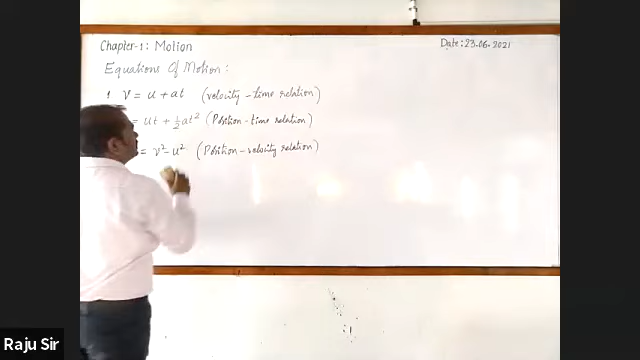 Chapter-1: Motion
Date: 23.06.2021
Equations Of Motion:
1 V = u + at (velocity-time relation)
= ut + ½at² (Position-time relation)
= v² - u² (Position-velocity relation)
Raju Sir